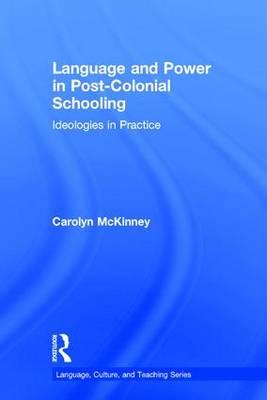 Language and Power
in Post-Colonial
Schooling
Ideologies in Practice
Carolyn McKinney
ROUTLEDGE
Language, Culture, and Teaching Series